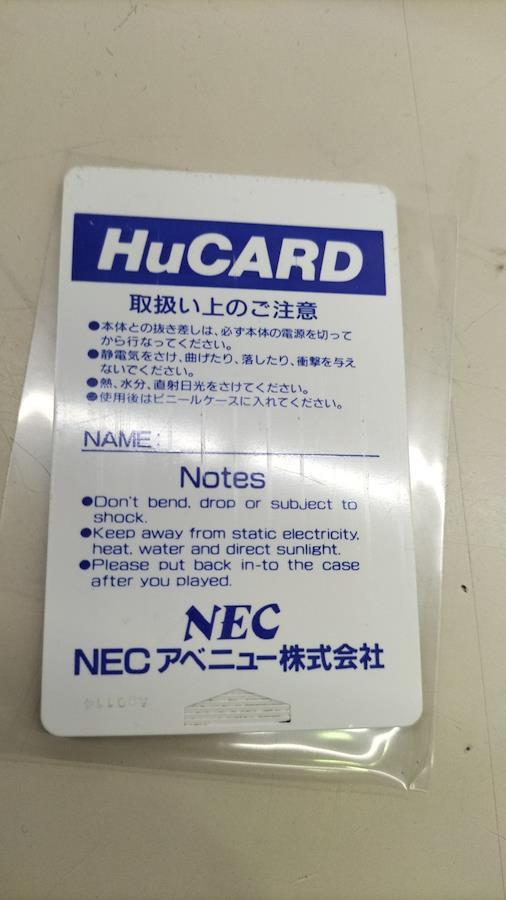 HuCARD
取扱い上のご注意
●本体との抜き差しは、必ず本体の電源を切って
から行なってください。
●静電気をさけ、曲げたり、落したり、衝撃を与え
ないでください。
●熱、水分、直射日光をさけてください。
●使用後はビニールケースに入れてください。
NAME:
Notes
●Don't bend, drop or subject to
shock.
●Keep away from static electricity,
heat, water and direct sunlight.
●Please put back in-to the case
after you played.
NEC
NECアベニュー株式会社